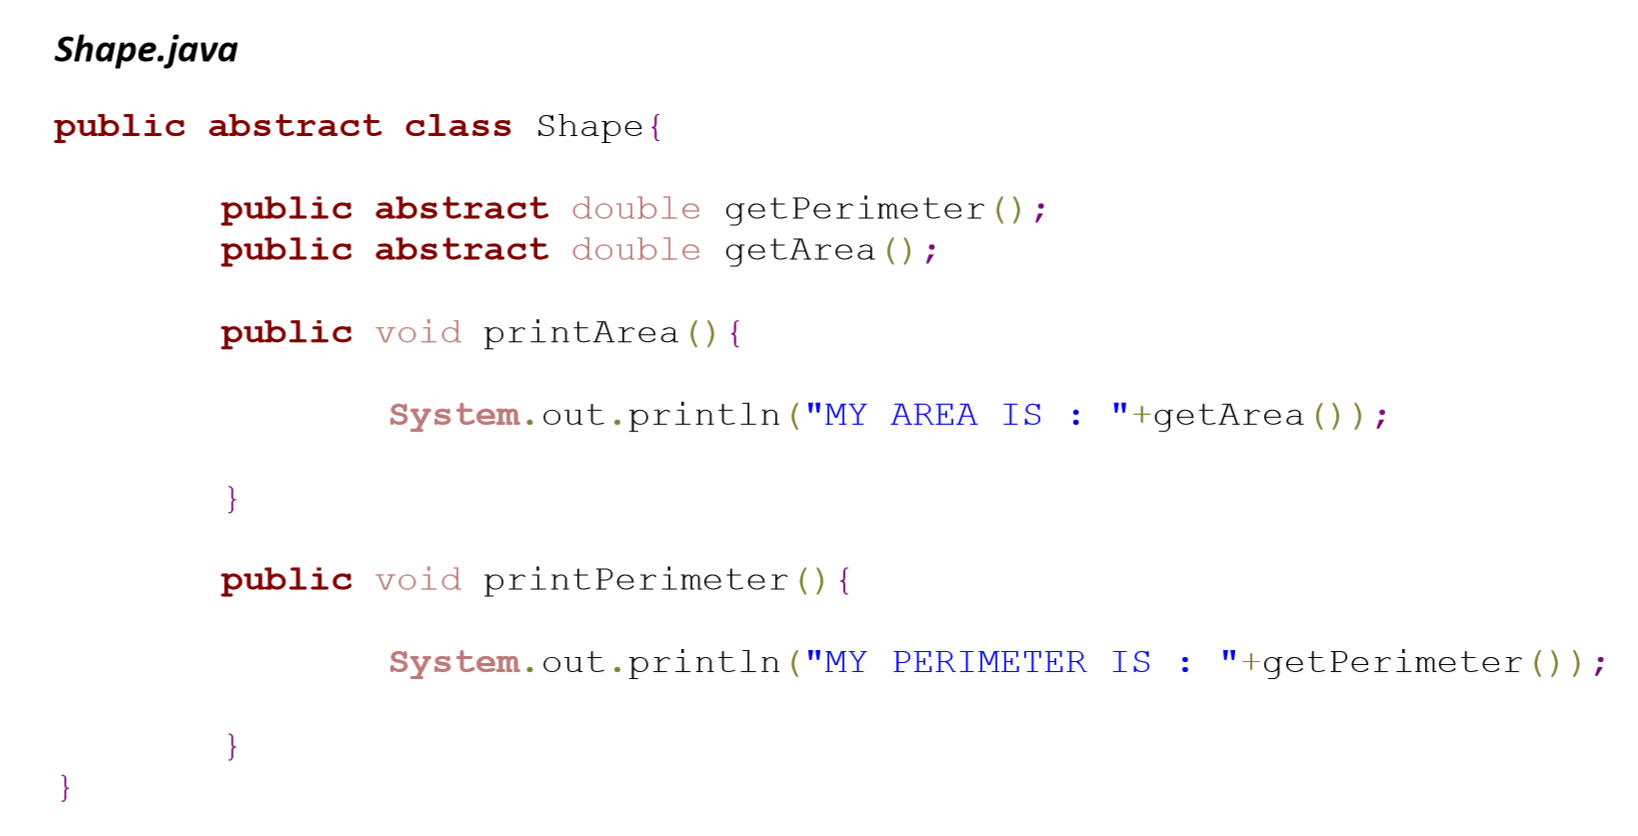 Shape.java
public abstract class Shape{
public abstract double getPerimeter();
public abstract double getArea();
public void printArea(){
System.out.println("MY AREA IS : "+getArea());
}
public void printPerimeter(){
System.out.println("MY PERIMETER IS : "+getPerimeter());
}
}